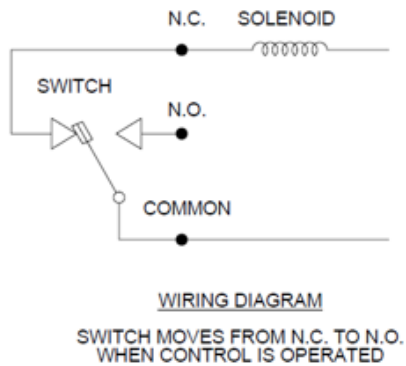 N.C. SOLENOID
SWITCH
N.O.
COMMON
WIRING DIAGRAM
SWITCH MOVES FROM N.C. TO N.O.
WHEN CONTROL IS OPERATED